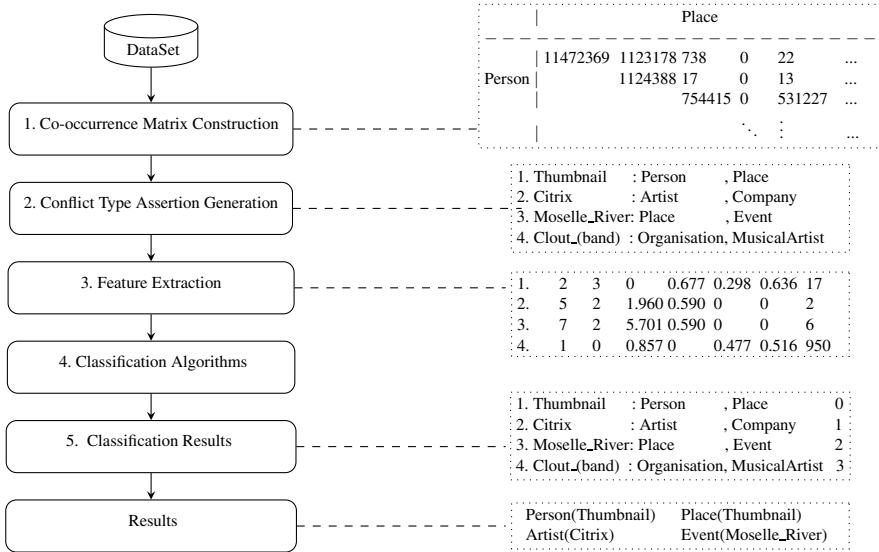 DataSet
| Place
| 11472369 1123178 738 0 22 ...
Person | 1124388 17 0 13 ...
| 754415 0 531227 ...
| ⋱ ⋮ ...
1. Co-occurrence Matrix Construction
1. Thumbnail : Person , Place
2. Citrix : Artist , Company
3. Moselle_River: Place , Event
4. Clout_(band) : Organisation, MusicalArtist
2. Conflict Type Assertion Generation
3. Feature Extraction
1. 2 3 0 0.677 0.298 0.636 17
2. 5 2 1.960 0.590 0 0 2
3. 7 2 5.701 0.590 0 0 6
4. 1 0 0.857 0 0.477 0.516 950
4. Classification Algorithms
1. Thumbnail : Person , Place 0
2. Citrix : Artist , Company 1
3. Moselle_River: Place , Event 2
4. Clout_(band) : Organisation, MusicalArtist 3
5. Classification Results
Results
Person(Thumbnail) Place(Thumbnail)
Artist(Citrix) Event(Moselle_River)